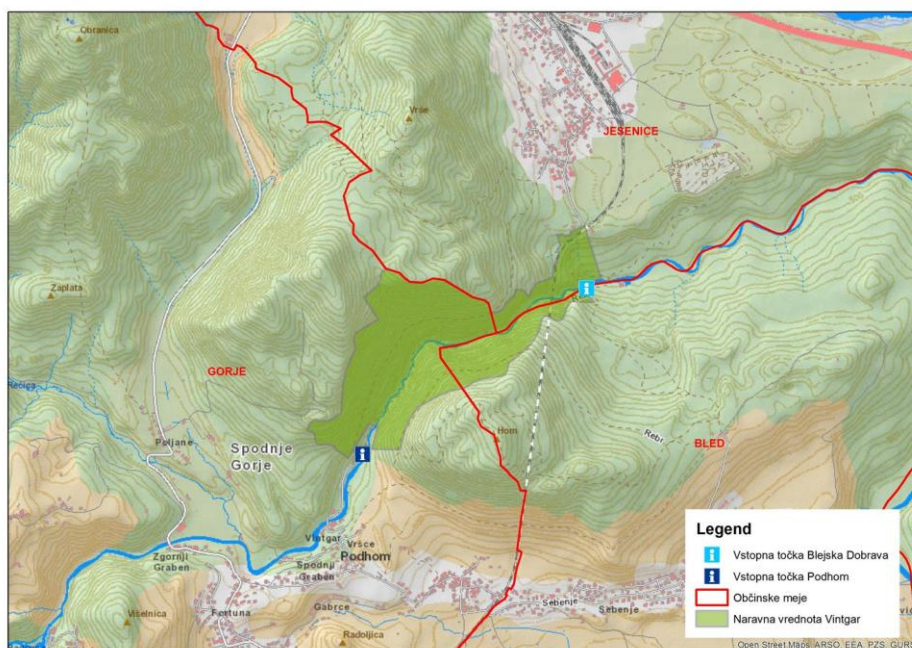 Obranica
Vrše
JESENICE
Zaplata
GORJE
Rečica
Poljane
Spodnje
Gorje
Hom
Rebr
BLED
Vintgar
Vršce
Podhom
Zgornji
Graben
Spodnji
Graben
Fortuna
Gabrce
Sebenje
Sebenje
Višelnica
Radoljica
Legend
Vstopna točka Blejska Dobrava
Vstopna točka Podhom
Občinske meje
Naravna vrednota Vintgar
Open Street Maps, ARSO, EEA, PZS, GURS